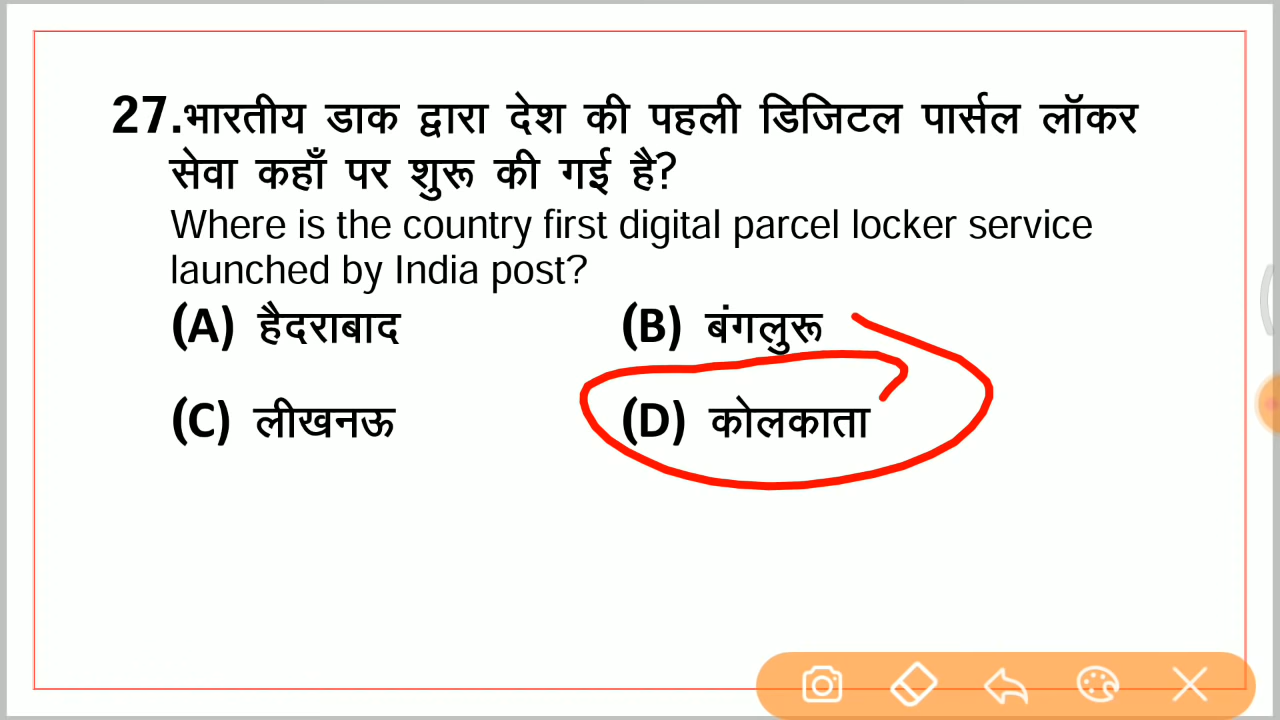 27.भारतीय डाक द्वारा देश की पहली डिजिटल पार्सल लॉकर
सेवा कहाँ पर शुरू की गई है?
Where is the country first digital parcel locker service
launched by India post?
(A) हैदराबाद (B) बंगलुरू
(C) लीखनऊ (D) कोलकाता